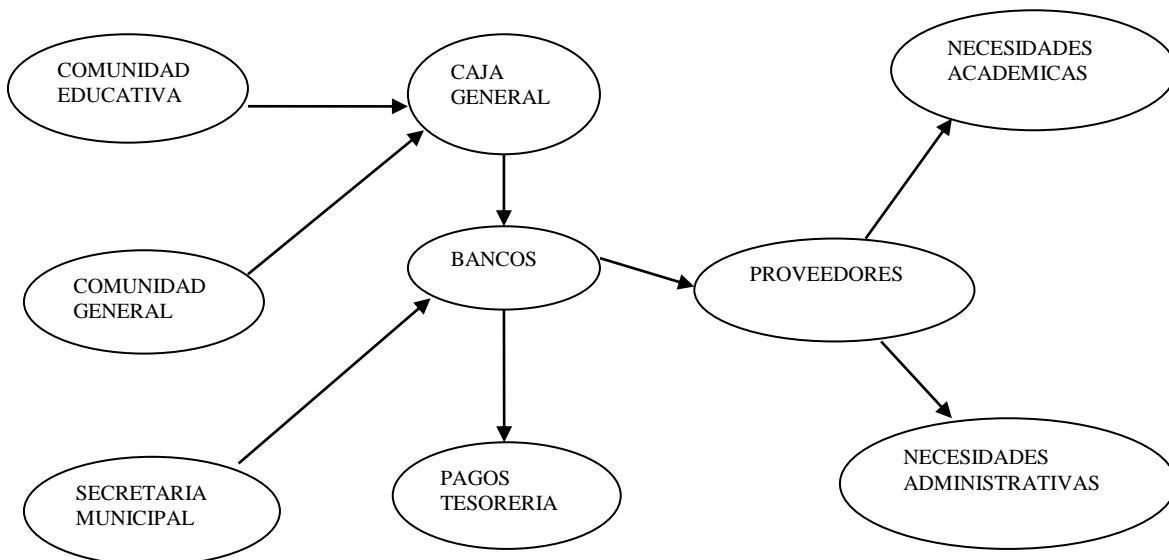 COMUNIDAD
EDUCATIVA
CAJA
GENERAL
NECESIDADES
ACADEMICAS
COMUNIDAD
GENERAL
BANCOS
PROVEEDORES
SECRETARIA
MUNICIPAL
PAGOS
TESORERIA
NECESIDADES
ADMINISTRATIVAS